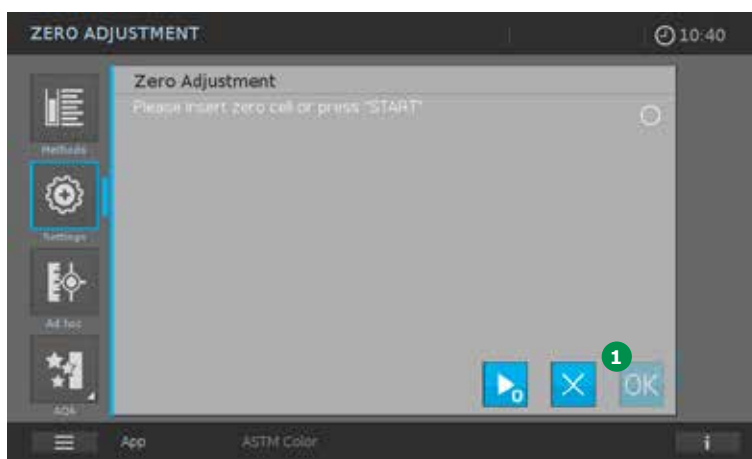 ZERO ADJUSTMENT
10:40
Zero Adjustment
Please insert zero cell or press "START"
Methods
Settings
Ad hoc
AQA
0
1
OK
App
ASTM Color
i